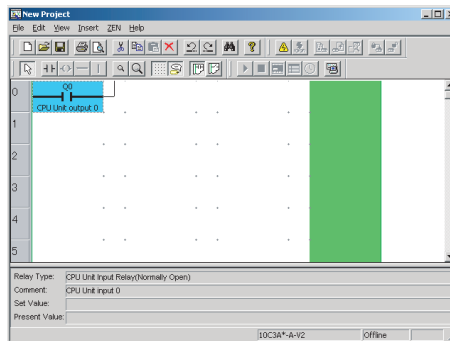 New Project
File Edit View Insert ZEN Help
0
Q0
CPU Unit output 0
1
2
3
4
5
Relay Type: CPU Unit Input Relay(Normally Open)
Comment: CPU Unit input 0
Set Value:
Present Value:
10C3A*-A-V2 Offline